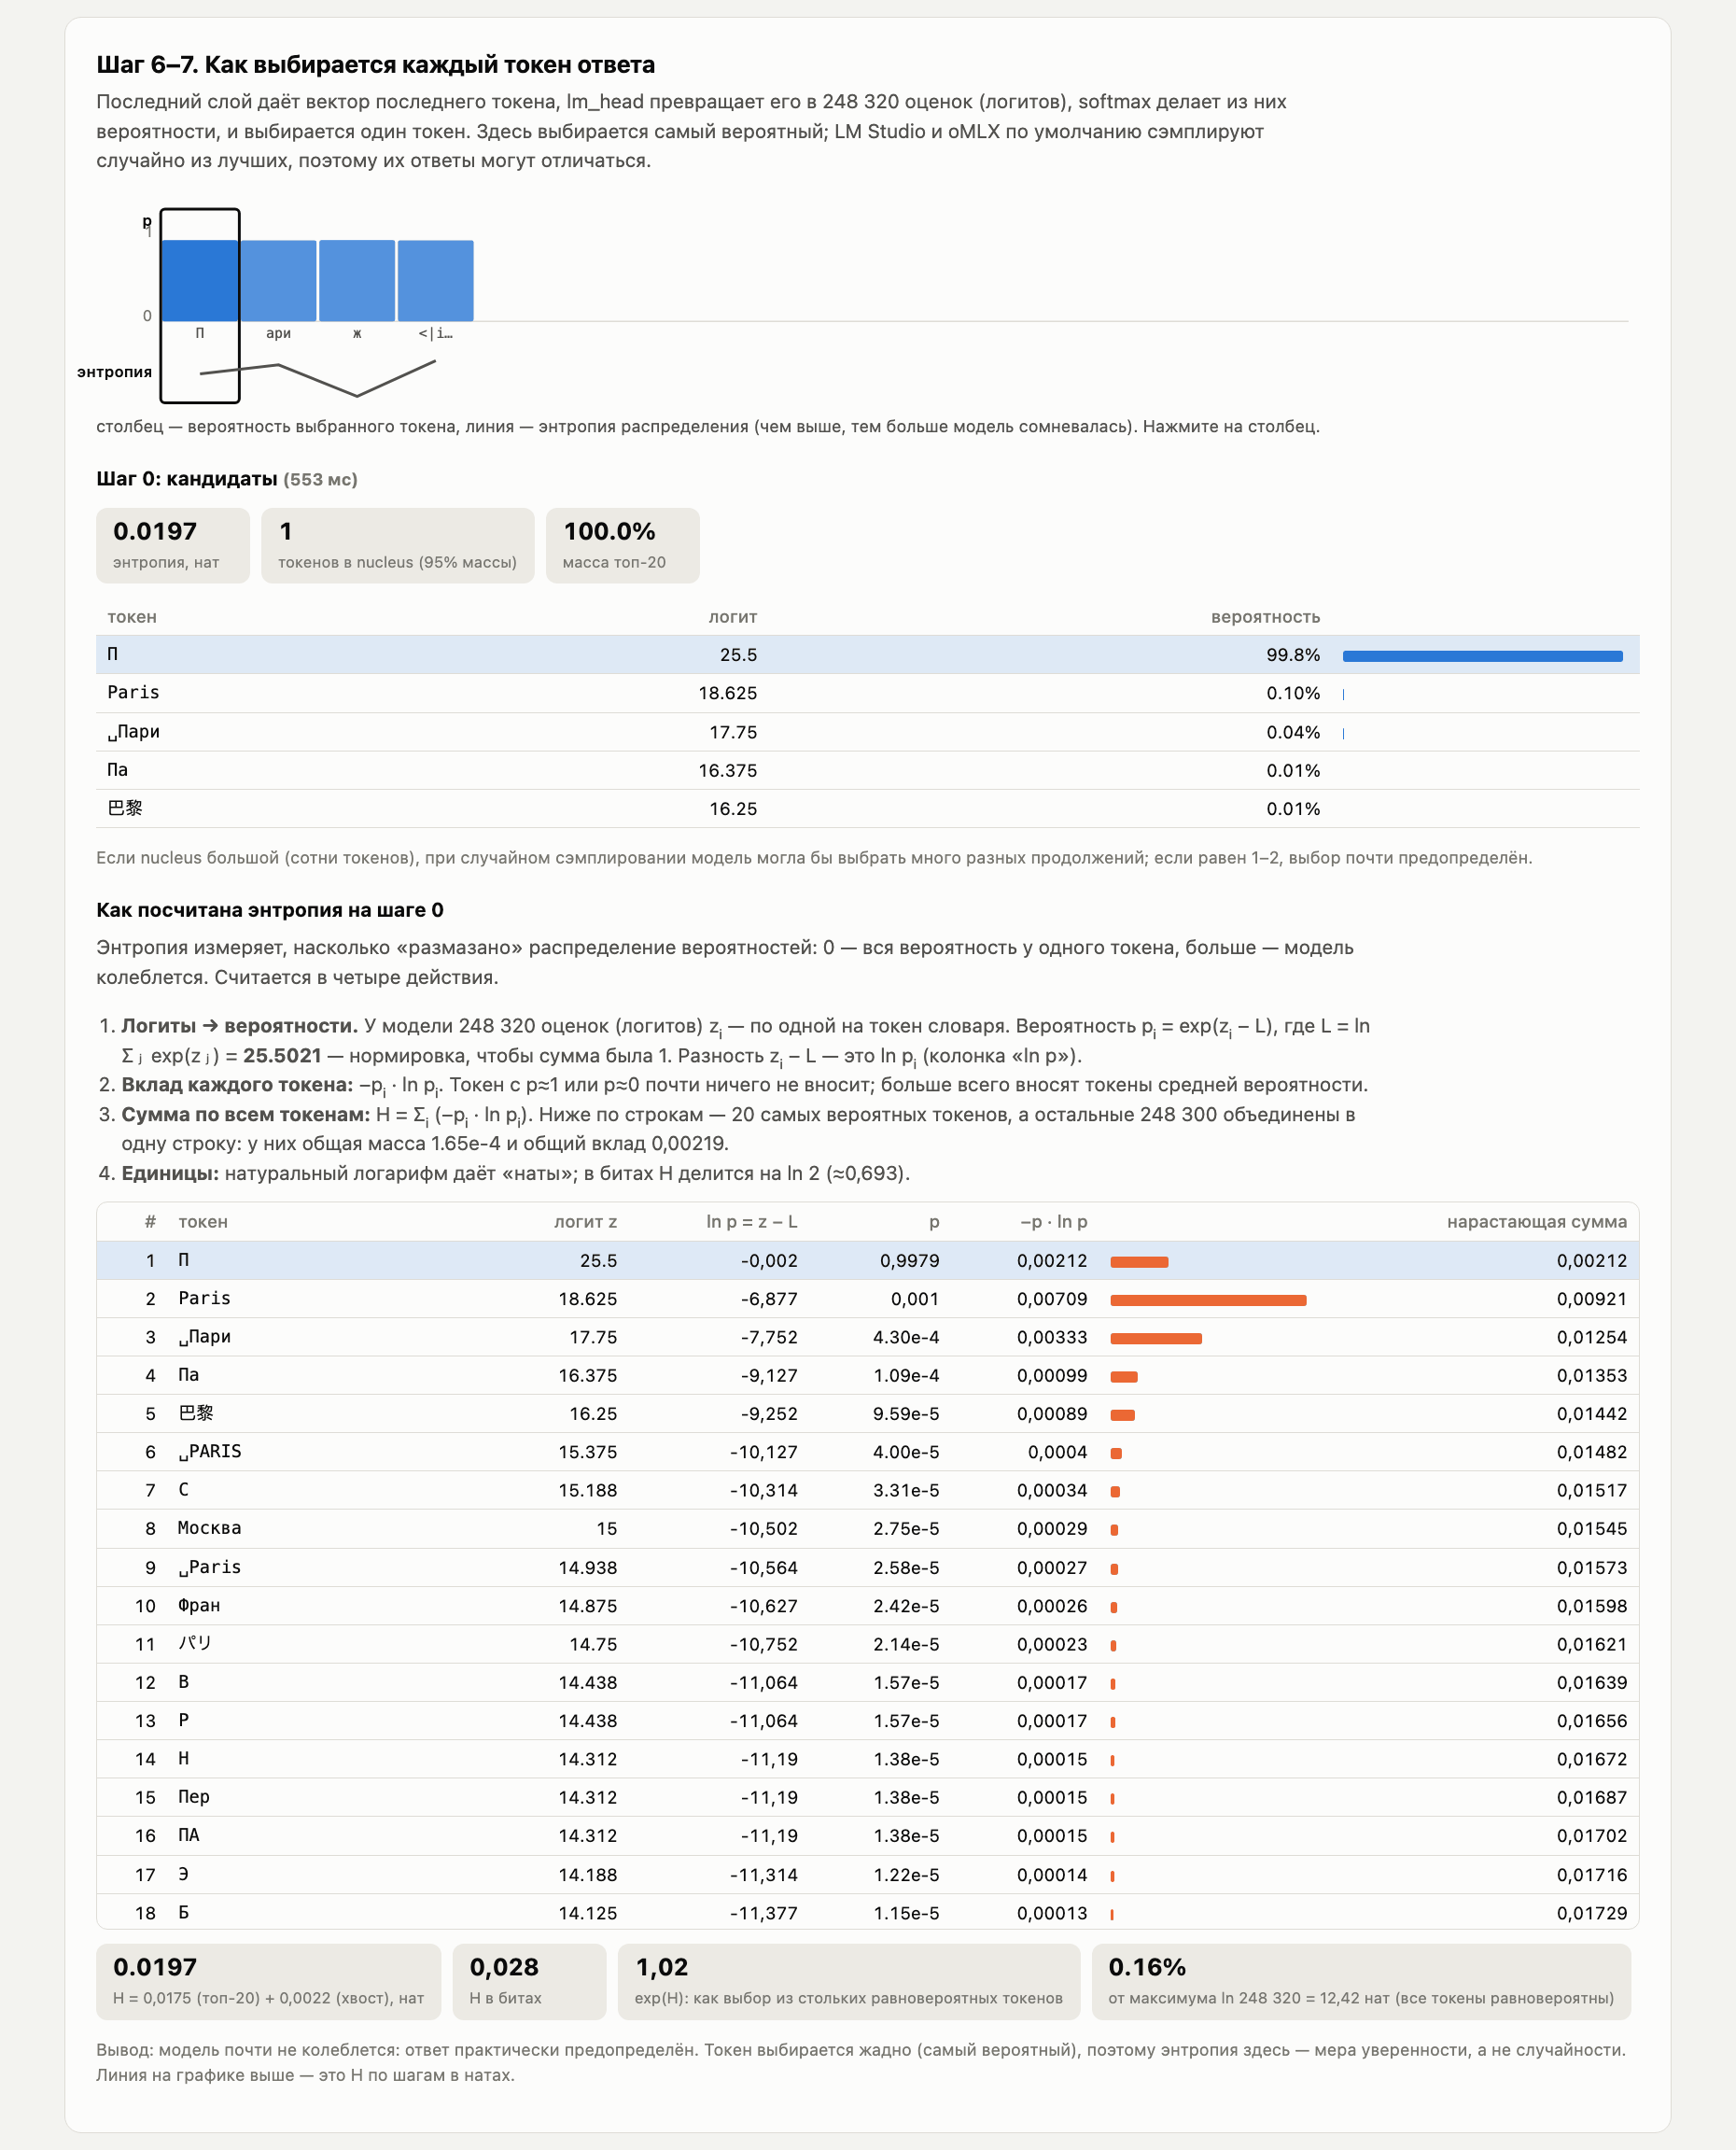 Шаг 6–7. Как выбирается каждый токен ответа
Последний слой даёт вектор последнего токена, lm_head превращает его в 248 320 оценок (логитов), softmax делает из них
вероятности, и выбирается один токен. Здесь выбирается самый вероятный; LM Studio и oMLX по умолчанию сэмплируют
случайно из лучших, поэтому их ответы могут отличаться.
p
1
0
П ари ж <|i…
энтропия
столбец — вероятность выбранного токена, линия — энтропия распределения (чем выше, тем больше модель сомневалась). Нажмите на столбец.
Шаг 0: кандидаты (553 мс)
0.0197 1 100.0%
энтропия, нат токенов в nucleus (95% массы) масса топ-20
токен логит вероятность
П 25.5 99.8%
Paris 18.625 0.10%
␣Пари 17.75 0.04%
Па 16.375 0.01%
巴黎 16.25 0.01%
Если nucleus большой (сотни токенов), при случайном сэмплировании модель могла бы выбрать много разных продолжений; если равен 1–2, выбор почти предопределён.
Как посчитана энтропия на шаге 0
Энтропия измеряет, насколько «размазано» распределение вероятностей: 0 — вся вероятность у одного токена, больше — модель
колеблется. Считается в четыре действия.
1. Логиты → вероятности. У модели 248 320 оценок (логитов) zᵢ — по одной на токен словаря. Вероятность pᵢ = exp(zᵢ – L), где L = ln
Σ ⱼ exp(z ⱼ) = 25.5021 — нормировка, чтобы сумма была 1. Разность zᵢ – L — это ln pᵢ (колонка «ln p»).
2. Вклад каждого токена: −pᵢ · ln pᵢ. Токен с p≈1 или p≈0 почти ничего не вносит; больше всего вносят токены средней вероятности.
3. Сумма по всем токенам: H = Σᵢ (−pᵢ · ln pᵢ). Ниже по строкам — 20 самых вероятных токенов, а остальные 248 300 объединены в
одну строку: у них общая масса 1.65e-4 и общий вклад 0,00219.
4. Единицы: натуральный логарифм даёт «наты»; в битах H делится на ln 2 (≈0,693).
# токен логит z ln p = z − L p −p · ln p нарастающая сумма
1 П 25.5 -0,002 0,9979 0,00212 0,00212
2 Paris 18.625 -6,877 0,001 0,00709 0,00921
3 ␣Пари 17.75 -7,752 4.30e-4 0,00333 0,01254
4 Па 16.375 -9,127 1.09e-4 0,00099 0,01353
5 巴黎 16.25 -9,252 9.59e-5 0,00089 0,01442
6 ␣PARIS 15.375 -10,127 4.00e-5 0,0004 0,01482
7 С 15.188 -10,314 3.31e-5 0,00034 0,01517
8 Москва 15 -10,502 2.75e-5 0,00029 0,01545
9 ␣Paris 14.938 -10,564 2.58e-5 0,00027 0,01573
10 Фран 14.875 -10,627 2.42e-5 0,00026 0,01598
11 パリ 14.75 -10,752 2.14e-5 0,00023 0,01621
12 В 14.438 -11,064 1.57e-5 0,00017 0,01639
13 Р 14.438 -11,064 1.57e-5 0,00017 0,01656
14 Н 14.312 -11,19 1.38e-5 0,00015 0,01672
15 Пер 14.312 -11,19 1.38e-5 0,00015 0,01687
16 ПА 14.312 -11,19 1.38e-5 0,00015 0,01702
17 Э 14.188 -11,314 1.22e-5 0,00014 0,01716
18 Б 14.125 -11,377 1.15e-5 0,00013 0,01729
0.0197 0,028 1,02 0.16%
H = 0,0175 (топ-20) + 0,0022 (хвост), нат H в битах exp(H): как выбор из стольких равновероятных токенов от максимума ln 248 320 = 12,42 нат (все токены равновероятны)
Вывод: модель почти не колеблется: ответ практически предопределён. Токен выбирается жадно (самый вероятный), поэтому энтропия здесь — мера уверенности, а не случайности.
Линия на графике выше — это H по шагам в натах.